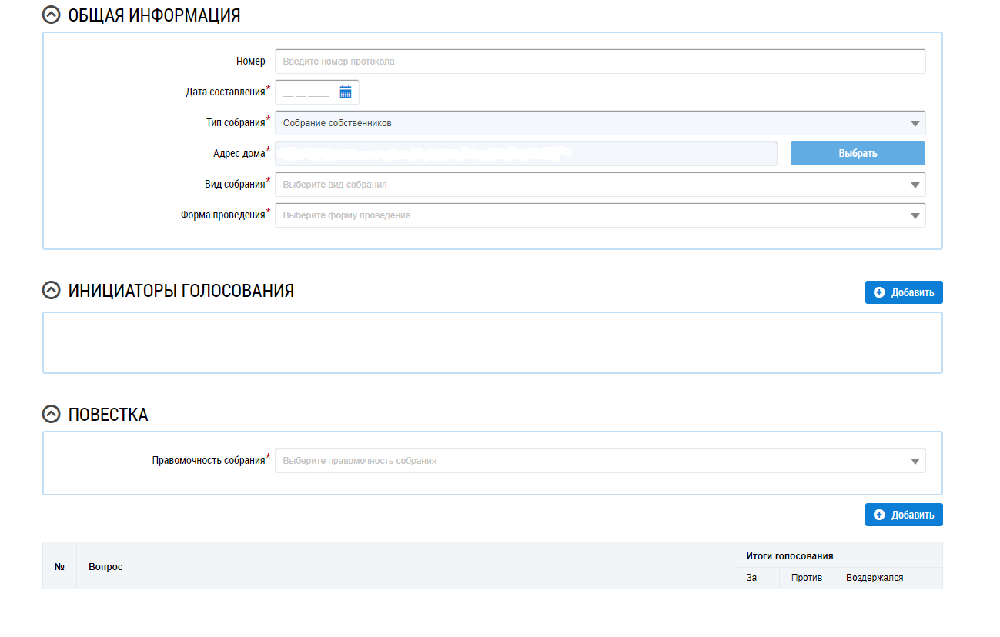 ОБЩАЯ ИНФОРМАЦИЯ
Номер Введите номер протокола
Дата составления* __.__.____
Тип собрания* Собрание собственников
Адрес дома* Выбрать
Вид собрания* Выберите вид собрания
Форма проведения* Выберите форму проведения
ИНИЦИАТОРЫ ГОЛОСОВАНИЯ Добавить
ПОВЕСТКА
Правомочность собрания* Выберите правомочность собрания
Добавить
№ Вопрос Итоги голосования
За Против Воздержался